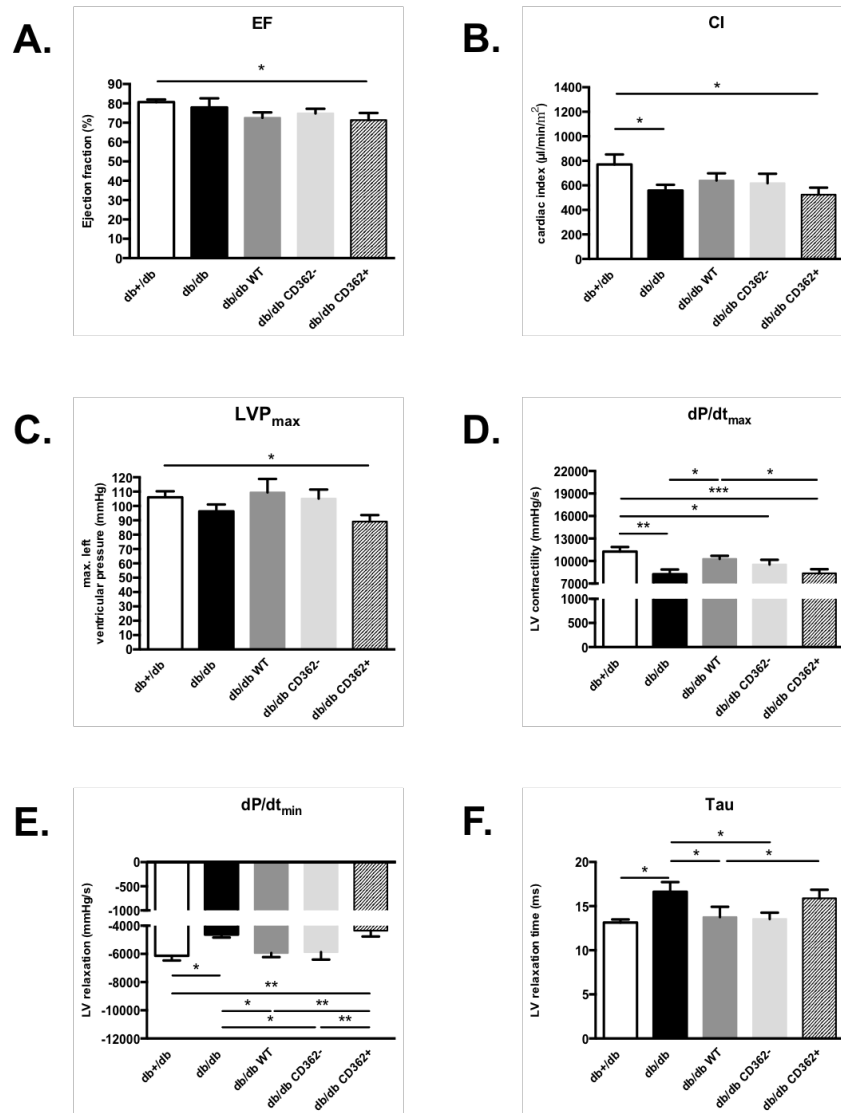 A.
EF
*
Ejection fraction (%)
90
80
70
60
50
40
30
20
10
0
db+/db
db/db
db/db WT
db/db CD362-
db/db CD362+
B.
CI
*
*
cardiac index (µl/min/m²)
1400
1200
1000
800
600
400
200
0
db+/db
db/db
db/db WT
db/db CD362-
db/db CD362+
C.
LVPmax
*
max. left
ventricular pressure (mmHg)
120
110
100
90
80
70
60
50
40
30
20
10
0
db+/db
db/db
db/db WT
db/db CD362-
db/db CD362+
D.
dP/dtmax
* *
***
*
**
LV contractility (mmHg/s)
22000
19000
16000
13000
10000
7000
1000
500
0
db+/db
db/db
db/db WT
db/db CD362-
db/db CD362+
E.
dP/dtmin
LV relaxation (mmHg/s)
0
-500
-1000
-4000
-6000
-8000
-10000
-12000
*
**
* **
* **
db+/db
db/db
db/db WT
db/db CD362-
db/db CD362+
F.
Tau
*
* * *
LV relaxation time (ms)
20
15
10
5
0
db+/db
db/db
db/db WT
db/db CD362-
db/db CD362+